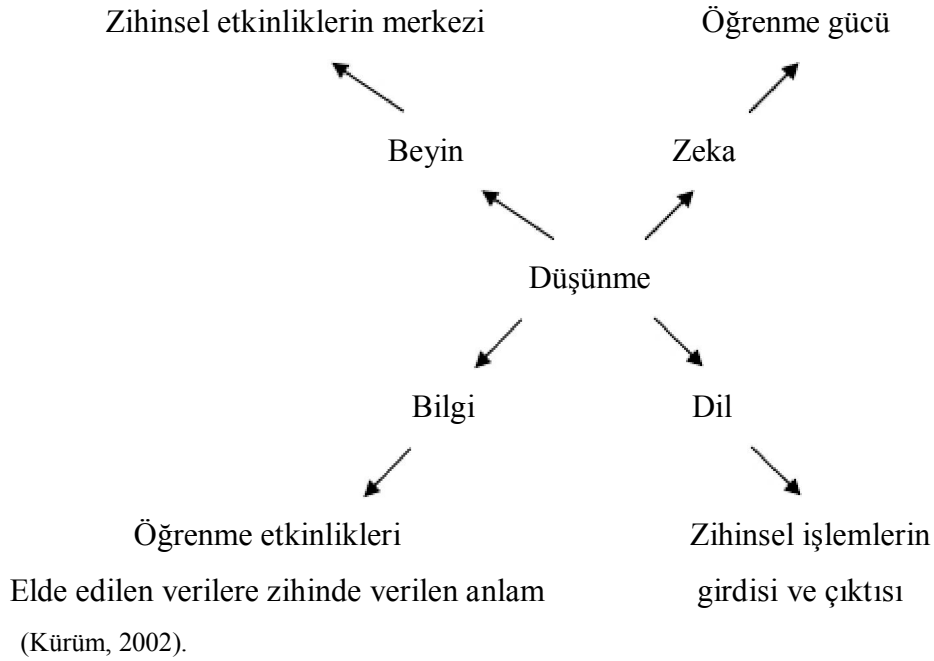 Zihinsel etkinliklerin merkezi
Öğrenme gücü
Beyin
Zeka
Düşünme
Bilgi
Dil
Öğrenme etkinlikleri
Zihinsel işlemlerin
Elde edilen verilere zihinde verilen anlam
girdisi ve çıktısı
(Kürüm, 2002).